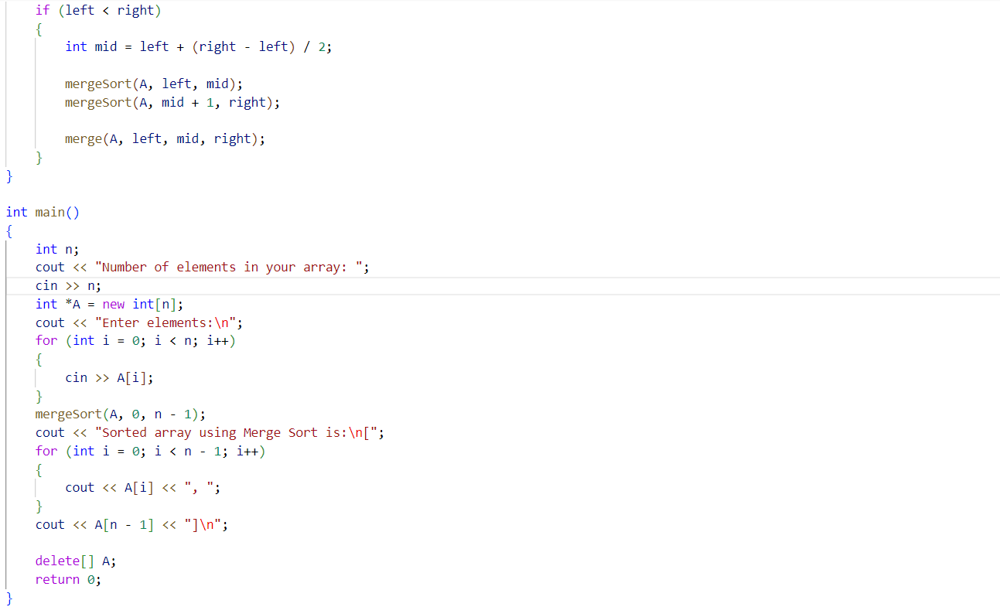 if (left < right)
    {
        int mid = left + (right - left) / 2;

        mergeSort(A, left, mid);
        mergeSort(A, mid + 1, right);

        merge(A, left, mid, right);
    }
}

int main()
{
    int n;
    cout << "Number of elements in your array: ";
    cin >> n;
    int *A = new int[n];
    cout << "Enter elements:\n";
    for (int i = 0; i < n; i++)
    {
        cin >> A[i];
    }
    mergeSort(A, 0, n - 1);
    cout << "Sorted array using Merge Sort is:\n[";
    for (int i = 0; i < n - 1; i++)
    {
        cout << A[i] << ", ";
    }
    cout << A[n - 1] << "]\n";

    delete[] A;
    return 0;
}